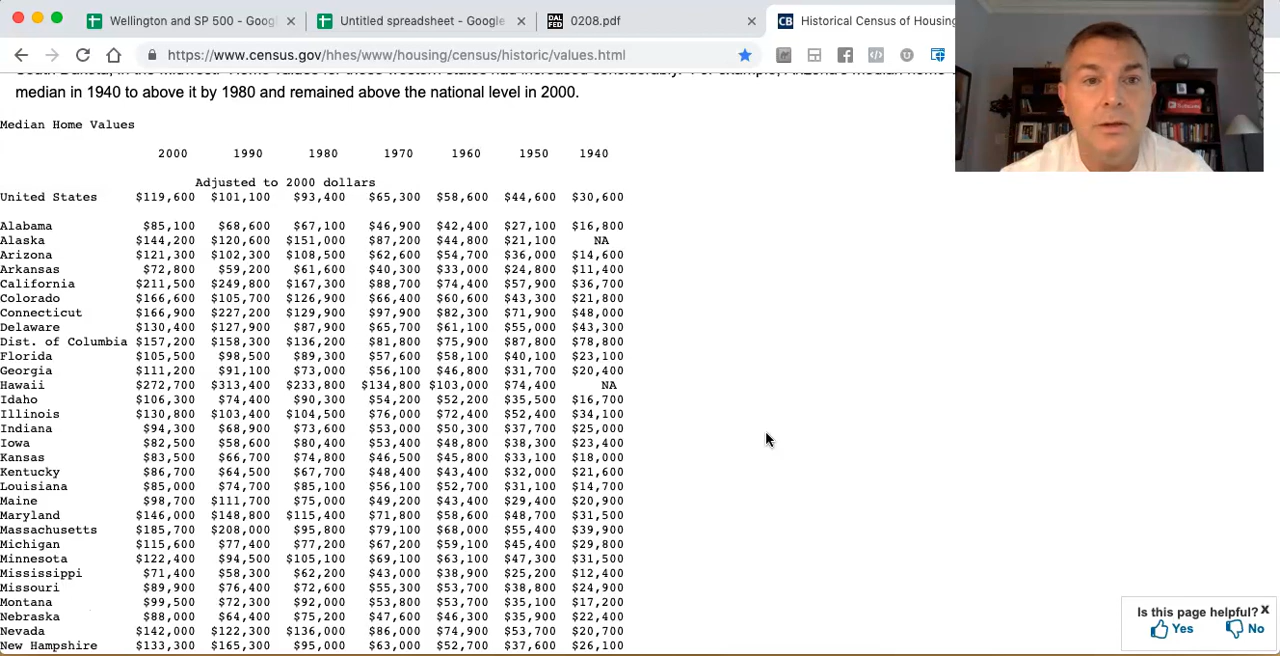 Wellington and SP 500 - Goog
Untitled spreadsheet - Google
DAL FED
0208.pdf
CB
Historical Census of Housing
https://www.census.gov/hhes/www/housing/census/historic/values.html
median in 1940 to above it by 1980 and remained above the national level in 2000.
Median Home Values
2000 1990 1980 1970 1960 1950 1940
Adjusted to 2000 dollars
United States $119,600 $101,100 $93,400 $65,300 $58,600 $44,600 $30,600
Alabama $85,100 $68,600 $67,100 $46,900 $42,400 $27,100 $16,800
Alaska $144,200 $120,600 $151,000 $87,200 $44,800 $21,100 NA
Arizona $121,300 $102,300 $108,500 $62,600 $54,700 $36,000 $14,600
Arkansas $72,800 $59,200 $61,600 $40,300 $33,000 $24,800 $11,400
California $211,500 $249,800 $167,300 $88,700 $74,400 $57,900 $36,700
Colorado $166,600 $105,700 $126,900 $66,400 $60,600 $43,300 $21,800
Connecticut $166,900 $227,200 $129,900 $97,900 $82,300 $71,900 $48,000
Delaware $130,400 $127,900 $87,900 $65,700 $61,100 $55,000 $43,300
Dist. of Columbia $157,200 $158,300 $136,200 $81,800 $75,900 $87,800 $78,800
Florida $105,500 $98,500 $89,300 $57,600 $58,100 $40,100 $23,100
Georgia $111,200 $91,100 $73,000 $56,100 $46,800 $31,700 $20,400
Hawaii $272,700 $313,400 $233,800 $134,800 $103,000 $74,400 NA
Idaho $106,300 $74,400 $90,300 $54,200 $52,200 $35,500 $16,700
Illinois $130,800 $103,400 $104,500 $76,000 $72,400 $52,400 $34,100
Indiana $94,300 $68,900 $73,600 $53,000 $50,300 $37,700 $25,000
Iowa $82,500 $58,600 $80,400 $53,400 $48,800 $38,300 $23,400
Kansas $83,500 $66,700 $74,800 $46,500 $45,800 $33,100 $18,000
Kentucky $86,700 $64,500 $67,700 $48,400 $43,400 $32,000 $21,600
Louisiana $85,000 $74,700 $85,100 $56,100 $52,700 $31,100 $14,700
Maine $98,700 $111,700 $75,000 $49,200 $43,400 $29,400 $20,900
Maryland $146,000 $148,800 $115,400 $71,800 $58,600 $48,700 $31,500
Massachusetts $185,700 $208,000 $95,800 $79,100 $68,000 $55,400 $39,900
Michigan $115,600 $77,400 $77,200 $67,200 $59,100 $45,400 $29,800
Minnesota $122,400 $94,500 $105,100 $69,100 $63,100 $47,300 $31,500
Mississippi $71,400 $58,300 $62,200 $43,000 $38,900 $25,200 $12,400
Missouri $89,900 $76,400 $72,600 $55,300 $53,700 $38,800 $24,900
Montana $99,500 $72,300 $92,000 $53,800 $53,700 $35,100 $17,200
Nebraska $88,000 $64,400 $75,200 $47,600 $46,300 $35,900 $22,400
Nevada $142,000 $122,300 $136,000 $86,000 $74,900 $53,700 $20,700
New Hampshire $133,300 $165,300 $95,000 $63,000 $52,700 $37,600 $26,100
Is this page helpful? X
Yes No